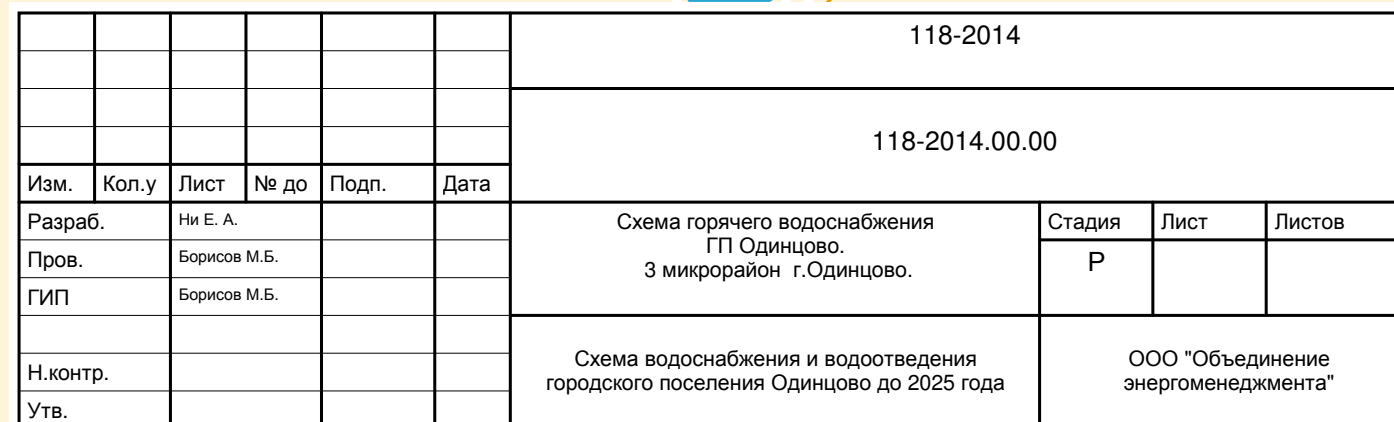 118-2014
118-2014.00.00
Изм. Кол.у Лист № до Подп. Дата
Разраб. Ни Е. А.
Пров. Борисов М.Б.
ГИП Борисов М.Б.
Н.контр.
Утв.
Схема горячего водоснабжения
ГП Одинцово.
3 микрорайон г.Одинцово.
Стадия Лист Листов
Р
Схема водоснабжения и водоотведения
городского поселения Одинцово до 2025 года
ООО "Объединение
энергоменеджмента"